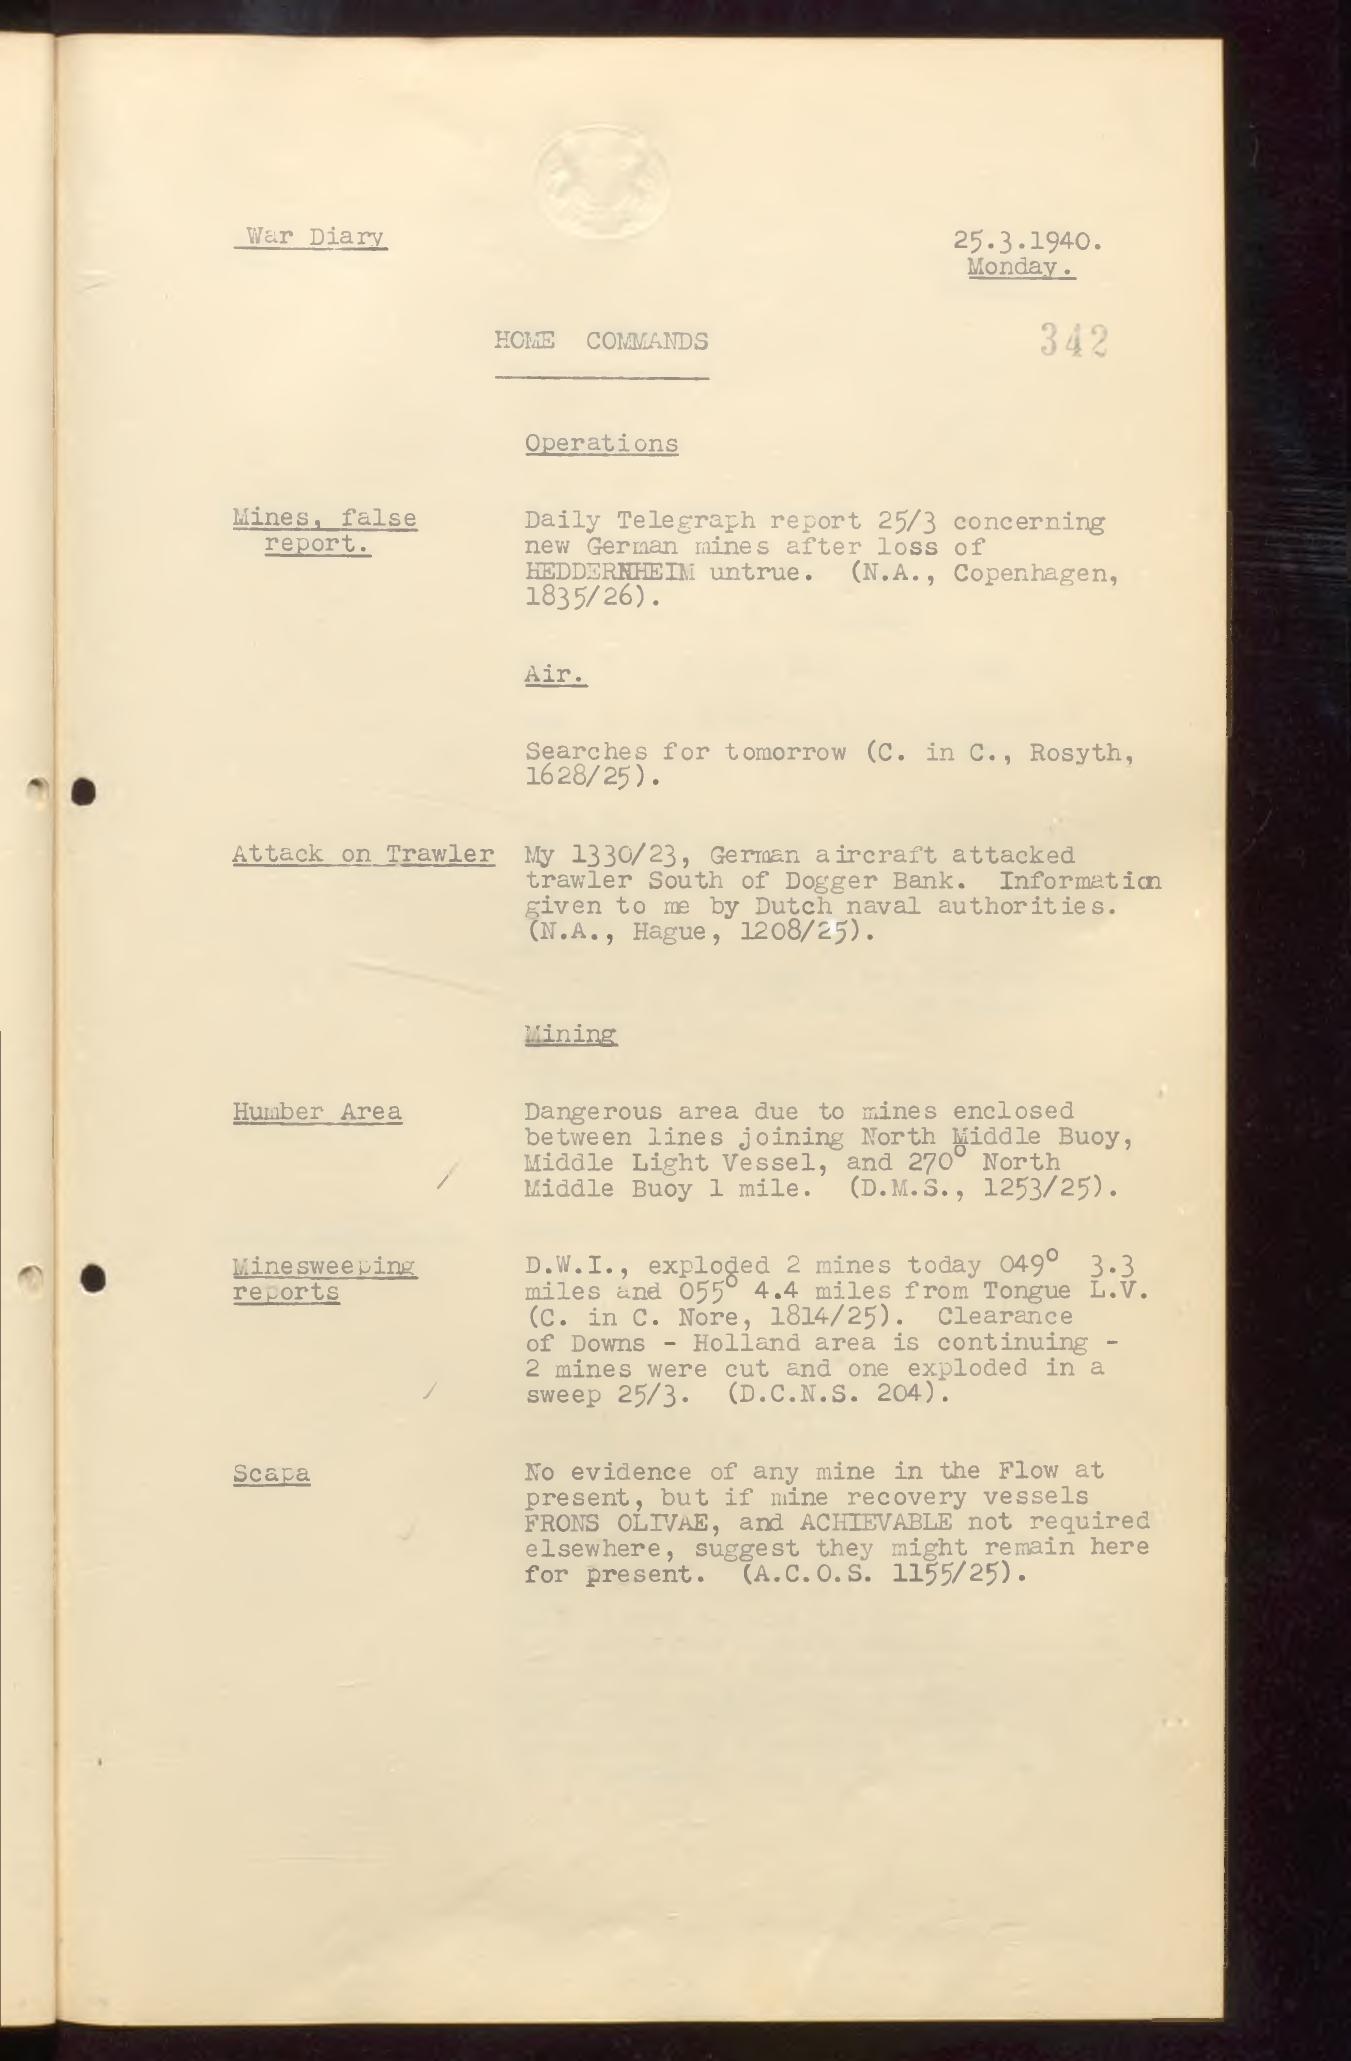 War Diary
25.3.1940.
Monday.
HOME COMMANDS
342
Operations
Mines, false
report.
Daily Telegraph report 25/3 concerning
new German mines after loss of
HEDDERNHEIM untrue. (N.A., Copenhagen,
1835/26).
Air.
Searches for tomorrow (C. in C., Rosyth,
1628/25).
Attack on Trawler
My 1330/23, German aircraft attacked
trawler South of Dogger Bank. Information
given to me by Dutch naval authorities.
(N.A., Hague, 1208/25).
Mining
Humber Area
Dangerous area due to mines enclosed
between lines joining North Middle Buoy,
Middle Light Vessel, and 270° North
Middle Buoy 1 mile. (D.M.S., 1253/25).
Minesweeping
reports
D.W.I., exploded 2 mines today 049° 3.3
miles and 055° 4.4 miles from Tongue L.V.
(C. in C. Nore, 1814/25). Clearance
of Downs - Holland area is continuing -
2 mines were cut and one exploded in a
sweep 25/3. (D.C.N.S. 204).
Scapa
No evidence of any mine in the Flow at
present, but if mine recovery vessels
FRONS OLIVAE, and ACHIEVABLE not required
elsewhere, suggest they might remain here
for present. (A.C.O.S. 1155/25).